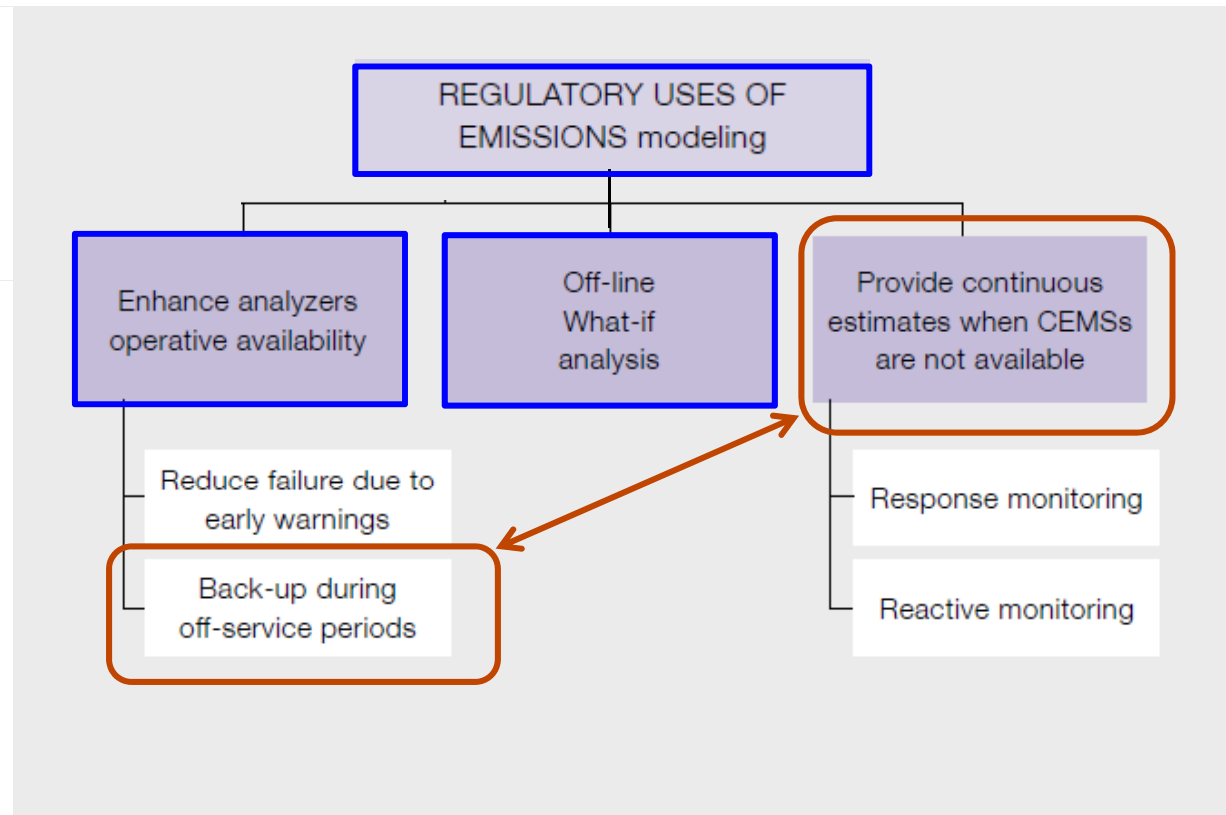 REGULATORY USES OF
EMISSIONS modeling
Enhance analyzers
operative availability
Off-line
What-if
analysis
Provide continuous
estimates when CEMSs
are not available
Reduce failure due to
early warnings
Back-up during
off-service periods
Response monitoring
Reactive monitoring